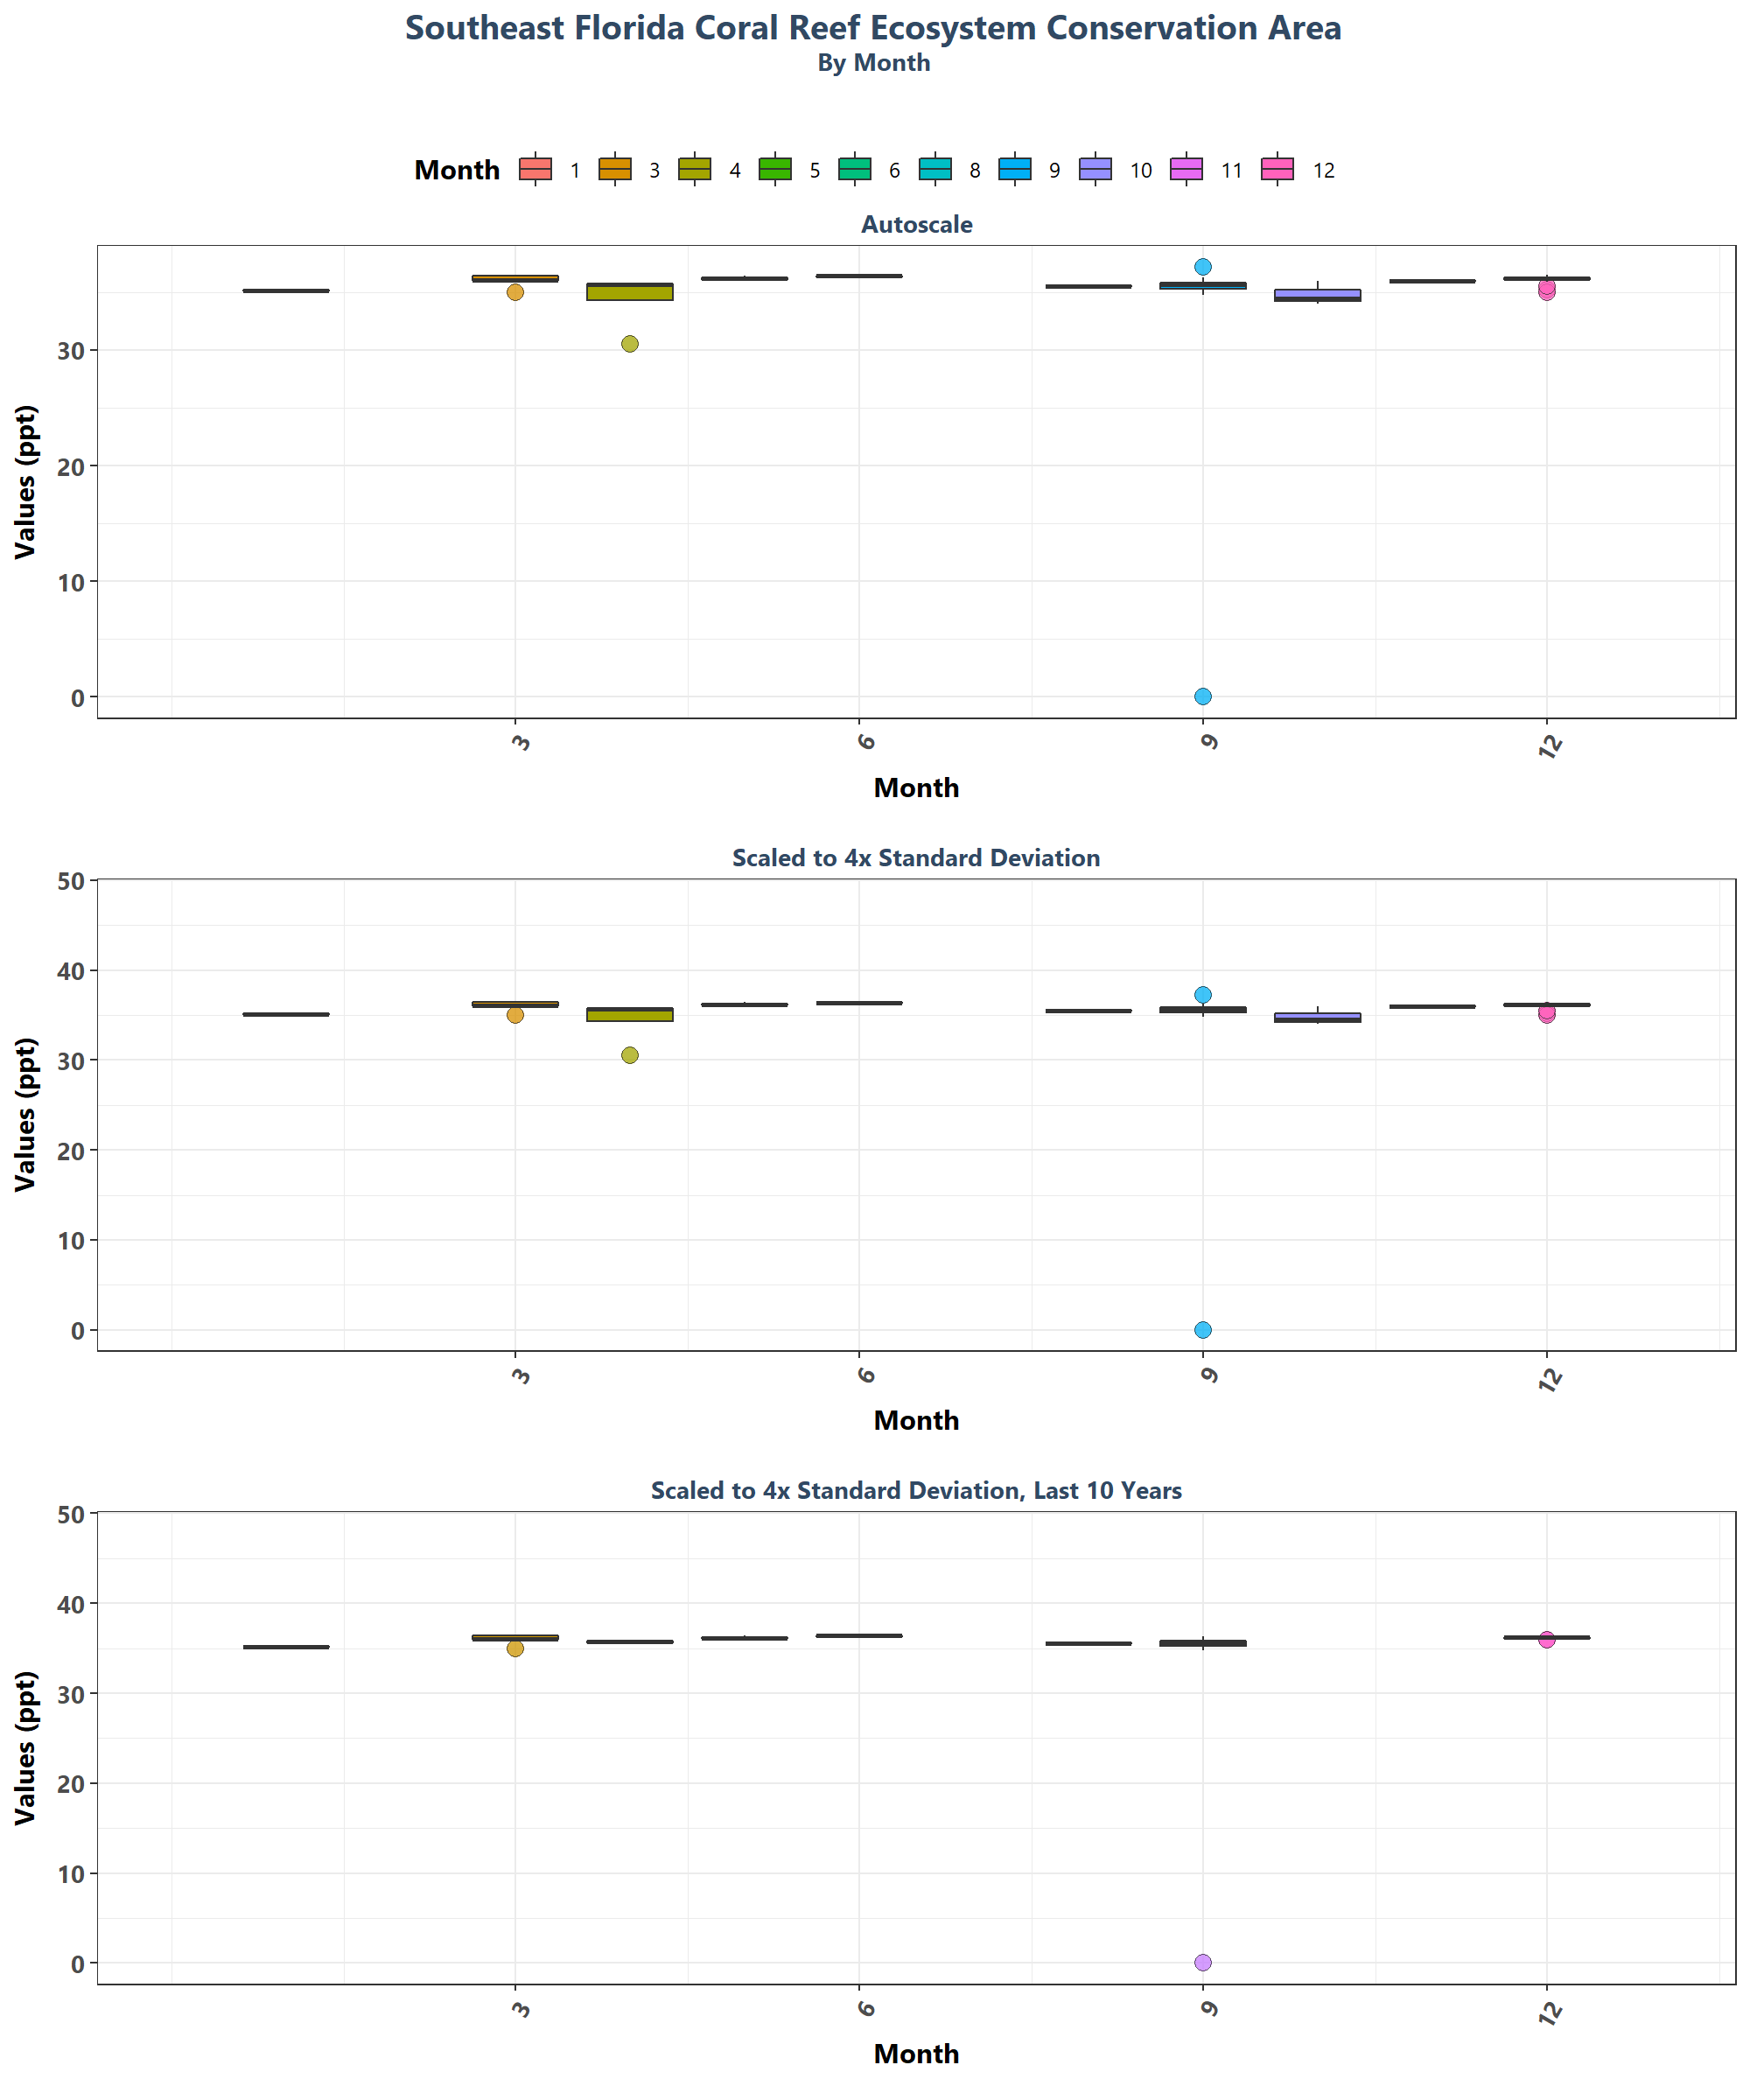 Southeast Florida Coral Reef Ecosystem Conservation Area
By Month
Month 1 3 4 5 6 8 9 10 11 12
Autoscale
Values (ppt)
30
20
10
0
3 6 9 12
Month
Scaled to 4x Standard Deviation
Values (ppt)
50
40
30
20
10
0
3 6 9 12
Month
Scaled to 4x Standard Deviation, Last 10 Years
Values (ppt)
50
40
30
20
10
0
3 6 9 12
Month